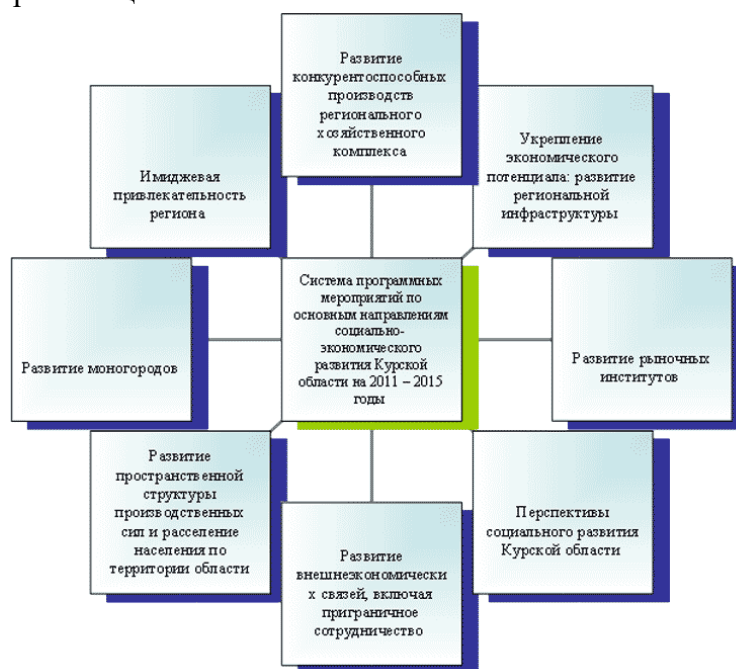 Развитие
конкурентоспособных
производств
регионального
хозяйственного
комплекса
Укрепление
экономического
потенциала: развитие
региональной
инфраструктуры
Имиджевая
привлекательность
региона
Система программных
мероприятий по
основным направлениям
социально-
экономического
развития Курской
области на 2011 – 2015
годы
Развитие моногородов
Развитие рыночных
институтов
Развитие
пространственной
структуры
производственных
сил и расселение
населения по
территории области
Перспективы
социального развития
Курской области
Развитие
внешнеэкономически
х связей, включая
приграничное
сотрудничество